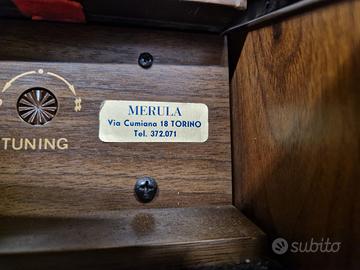 MERULA
Via Cumiana 18 TORINO
Tel. 372.071
TUNING
subito